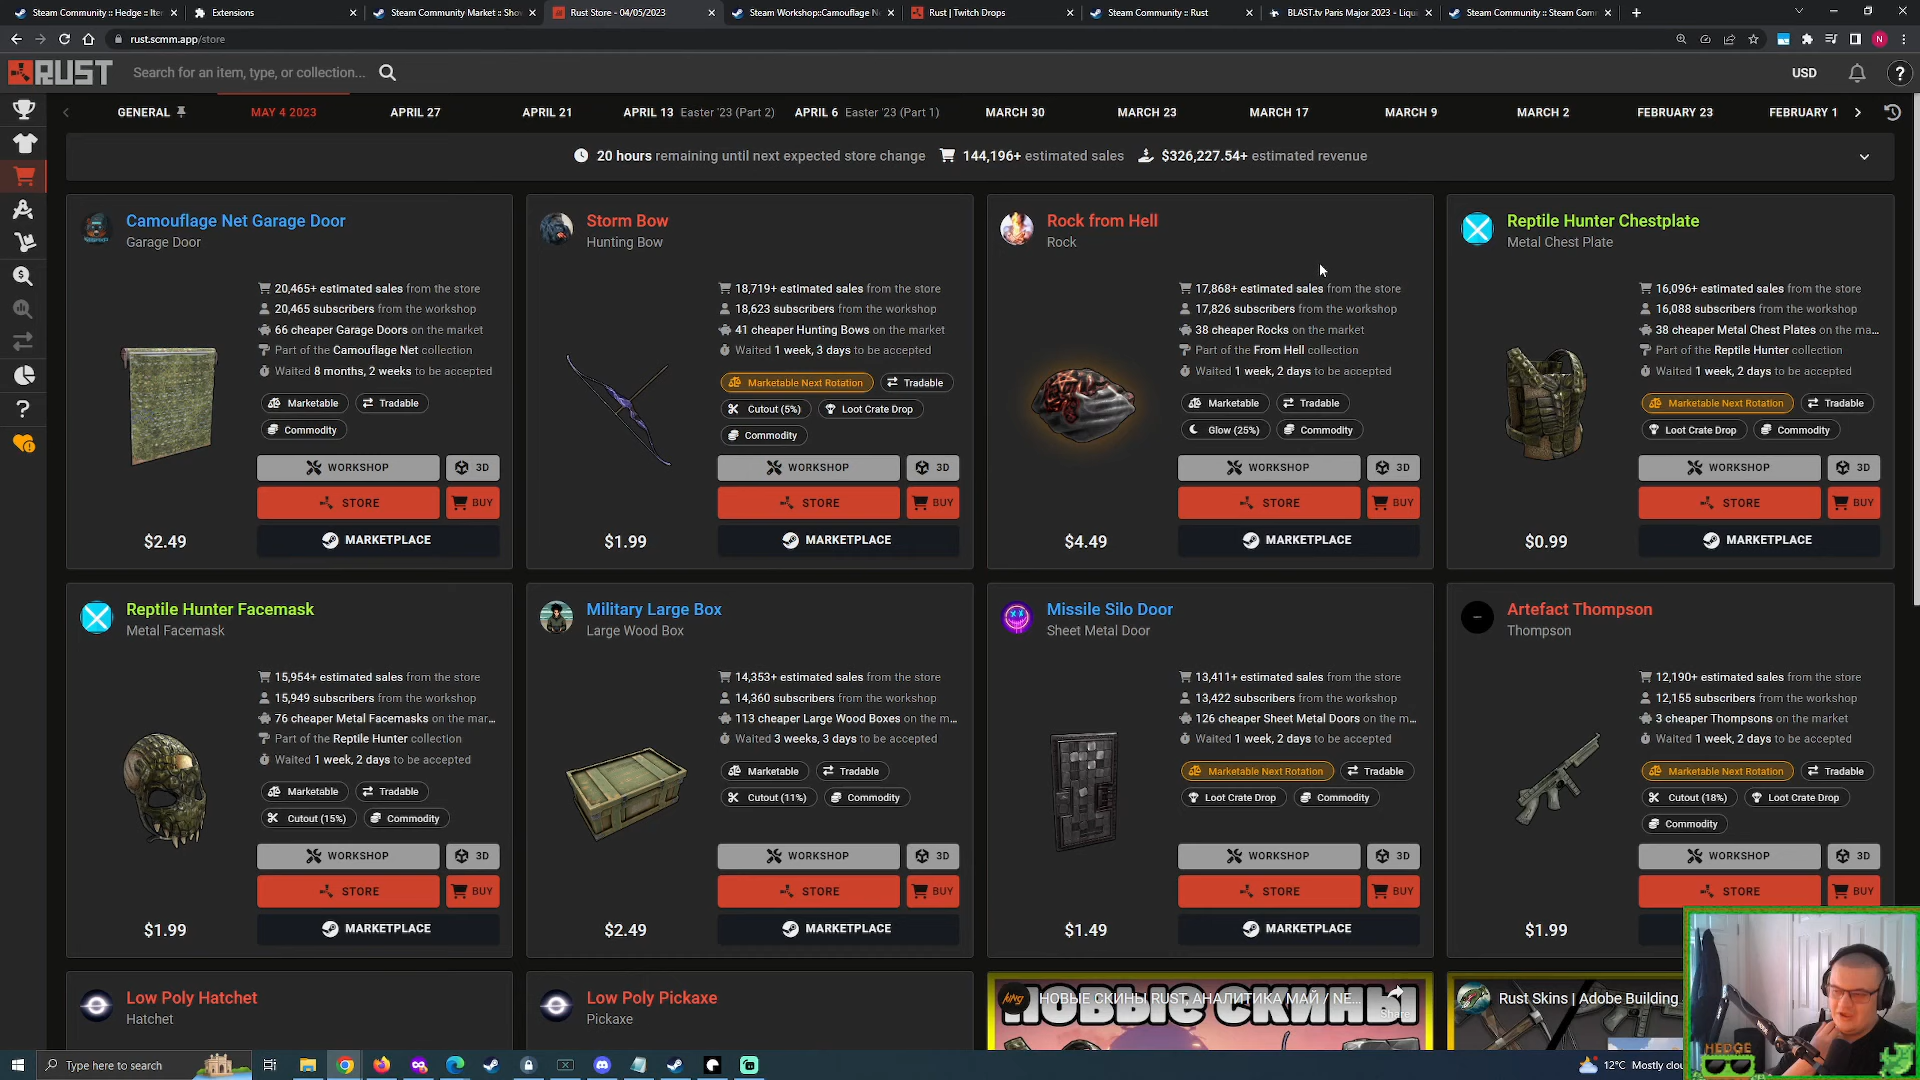 Steam Community :: Hedge :: Ite
Extensions
Steam Community Market :: Show
Rust Store - 04/05/2023
Steam Workshop::Camouflage N
Rust | Twitch Drops
Steam Community :: Rust
BLAST.tv Paris Major 2023 - Liqu
Steam Community :: Steam Com
rust.scmm.app/store
RUST
Search for an item, type, or collection...
USD
GENERAL
MAY 4 2023
APRIL 27
APRIL 21
APRIL 13 Easter '23 (Part 2)
APRIL 6 Easter '23 (Part 1)
MARCH 30
MARCH 23
MARCH 17
MARCH 9
MARCH 2
FEBRUARY 23
FEBRUARY 1
20 hours remaining until next expected store change
144,196+ estimated sales
$326,227.54+ estimated revenue
Camouflage Net Garage Door
Garage Door
20,465+ estimated sales from the store
20,465 subscribers from the workshop
66 cheaper Garage Doors on the market
Part of the Camouflage Net collection
Waited 8 months, 2 weeks to be accepted
Marketable
Tradable
Commodity
WORKSHOP
3D
STORE
BUY
$2.49
MARKETPLACE
Storm Bow
Hunting Bow
18,719+ estimated sales from the store
18,623 subscribers from the workshop
41 cheaper Hunting Bows on the market
Waited 1 week, 3 days to be accepted
Marketable Next Rotation
Tradable
Cutout (5%)
Loot Crate Drop
Commodity
WORKSHOP
3D
STORE
BUY
$1.99
MARKETPLACE
Rock from Hell
Rock
17,868+ estimated sales from the store
17,826 subscribers from the workshop
38 cheaper Rocks on the market
Part of the From Hell collection
Waited 1 week, 2 days to be accepted
Marketable
Tradable
Glow (25%)
Commodity
WORKSHOP
3D
STORE
BUY
$4.49
MARKETPLACE
Reptile Hunter Chestplate
Metal Chest Plate
16,096+ estimated sales from the store
16,088 subscribers from the workshop
38 cheaper Metal Chest Plates on the ma...
Part of the Reptile Hunter collection
Waited 1 week, 2 days to be accepted
Marketable Next Rotation
Tradable
Loot Crate Drop
Commodity
WORKSHOP
3D
STORE
BUY
$0.99
MARKETPLACE
Reptile Hunter Facemask
Metal Facemask
15,954+ estimated sales from the store
15,949 subscribers from the workshop
76 cheaper Metal Facemasks on the mar...
Part of the Reptile Hunter collection
Waited 1 week, 2 days to be accepted
Marketable
Tradable
Cutout (15%)
Commodity
WORKSHOP
3D
STORE
BUY
$1.99
MARKETPLACE
Military Large Box
Large Wood Box
14,353+ estimated sales from the store
14,360 subscribers from the workshop
113 cheaper Large Wood Boxes on the m...
Waited 3 weeks, 3 days to be accepted
Marketable
Tradable
Cutout (11%)
Commodity
WORKSHOP
3D
STORE
BUY
$2.49
MARKETPLACE
Missile Silo Door
Sheet Metal Door
13,411+ estimated sales from the store
13,422 subscribers from the workshop
126 cheaper Sheet Metal Doors on the m...
Waited 1 week, 2 days to be accepted
Marketable Next Rotation
Tradable
Loot Crate Drop
Commodity
WORKSHOP
3D
STORE
BUY
$1.49
MARKETPLACE
Artefact Thompson
Thompson
12,190+ estimated sales from the store
12,155 subscribers from the workshop
3 cheaper Thompsons on the market
Waited 1 week, 2 days to be accepted
Marketable Next Rotation
Tradable
Cutout (18%)
Loot Crate Drop
Commodity
WORKSHOP
3D
STORE
BUY
$1.99
Low Poly Hatchet
Hatchet
Low Poly Pickaxe
Pickaxe
НОВЫЕ СКИНЫ RUST, АНАЛИТИКА МАЙ / NE...
Share
НОВЫЕ СКИНЫ
Rust Skins | Adobe Building
HEDGE
Type here to search
12°C Mostly clou